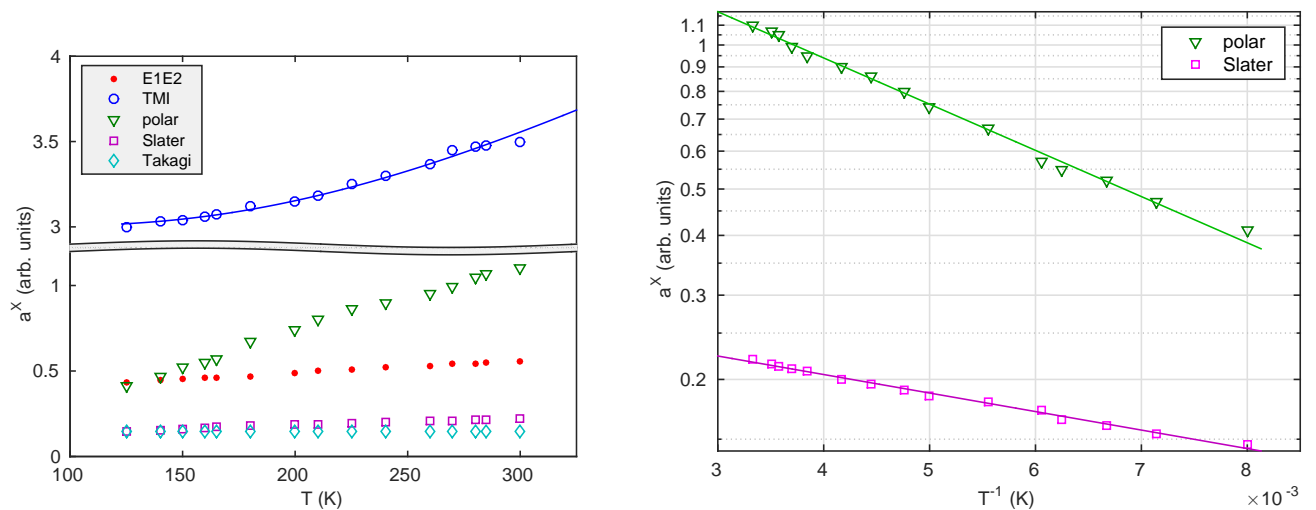 4
3.5
3
1
0.5
0
a^X (arb. units)
E1E2
TMI
polar
Slater
Takagi
100 150 200 250 300
T (K)
1.1
1
0.9
0.8
0.7
0.6
0.5
0.4
0.3
0.2
a^X (arb. units)
polar
Slater
3 4 5 6 7 8
×10^-3
T^-1 (K)